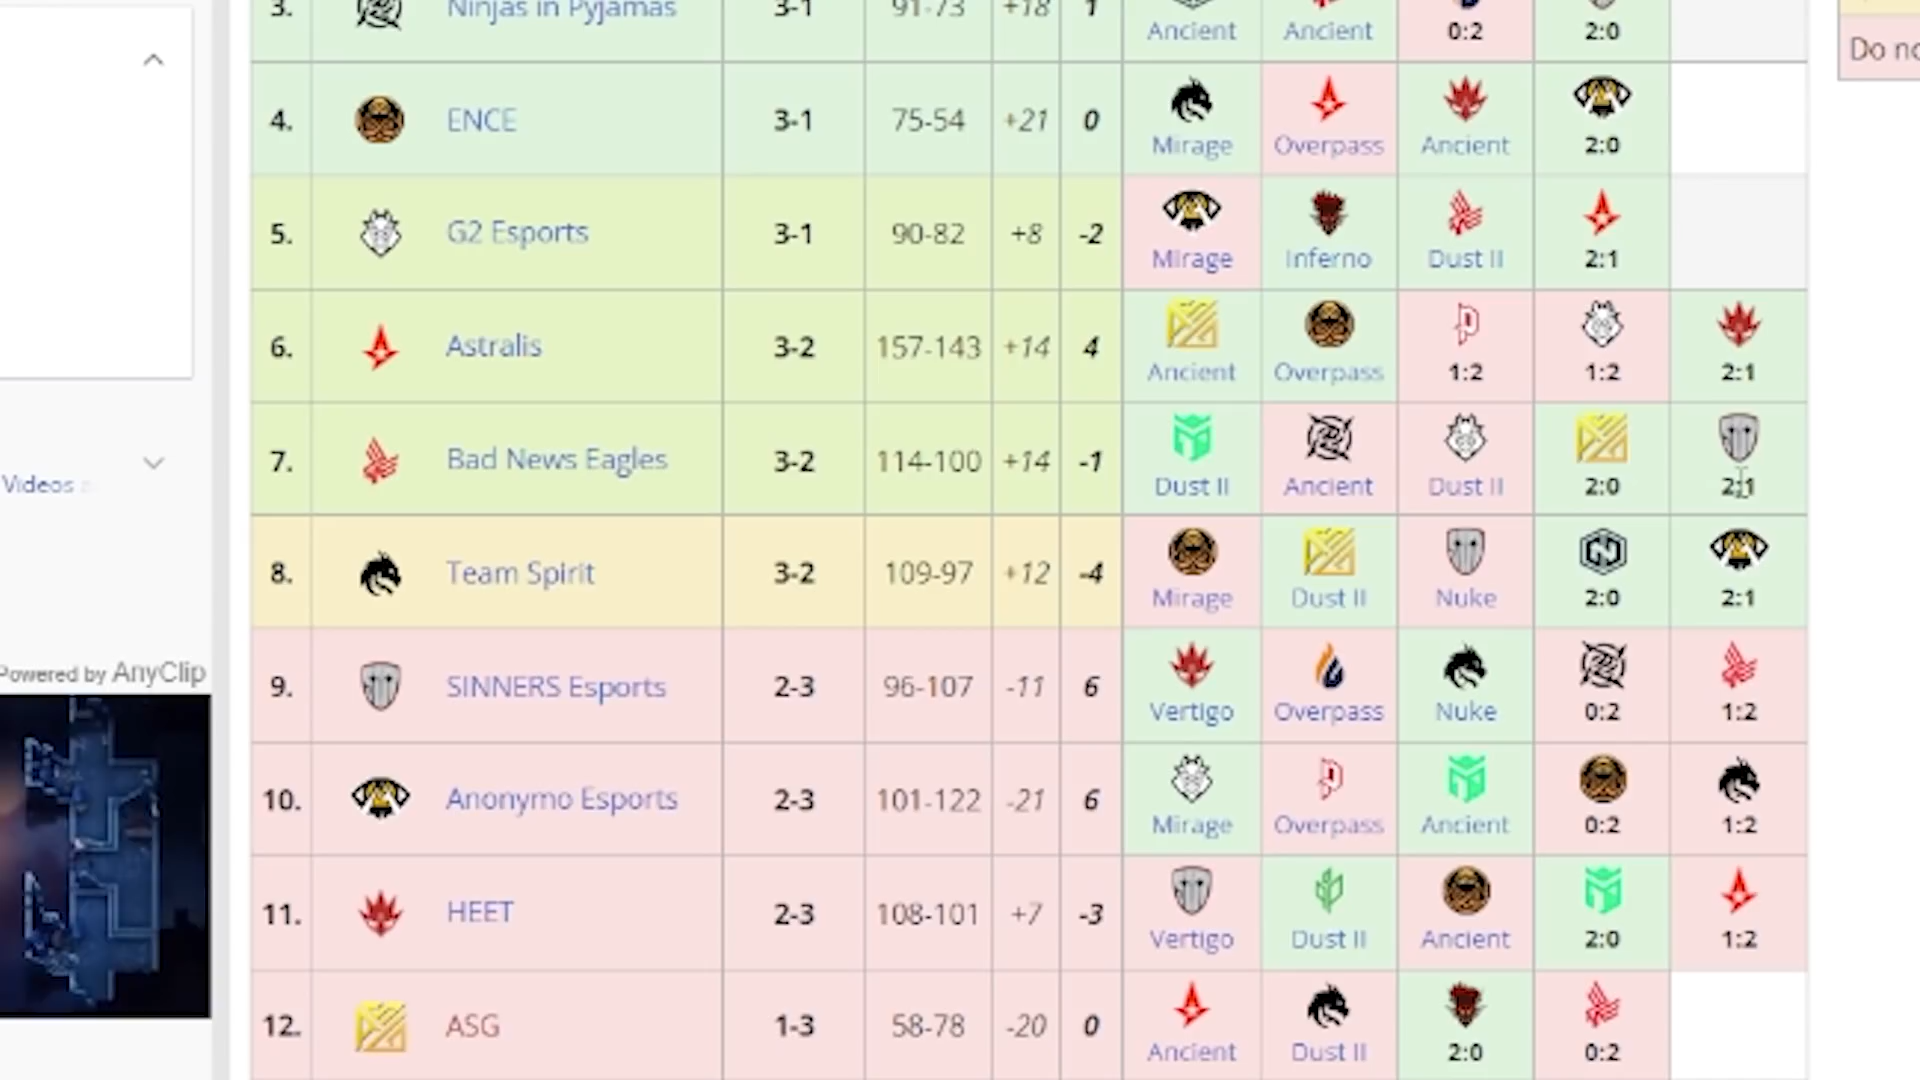 3. Ninjas in Pyjamas 3-1 91-73 +18 1 Ancient Ancient 0:2 2:0
Do
4. ENCE 3-1 75-54 +21 0 Mirage Overpass Ancient 2:0
5. G2 Esports 3-1 90-82 +8 -2 Mirage Inferno Dust II 2:1
6. Astralis 3-2 157-143 +14 4 Ancient Overpass 1:2 1:2 2:1
7. Bad News Eagles 3-2 114-100 +14 -1 Dust II Ancient Dust II 2:0 2:1
Videos
8. Team Spirit 3-2 109-97 +12 -4 Mirage Dust II Nuke 2:0 2:1
Powered by AnyClip
9. SINNERS Esports 2-3 96-107 -11 6 Vertigo Overpass Nuke 0:2 1:2
10. Anonymo Esports 2-3 101-122 -21 6 Mirage Overpass Ancient 0:2 1:2
11. HEET 2-3 108-101 +7 -3 Vertigo Dust II Ancient 2:0 1:2
12. ASG 1-3 58-78 -20 0 Ancient Dust II 2:0 0:2